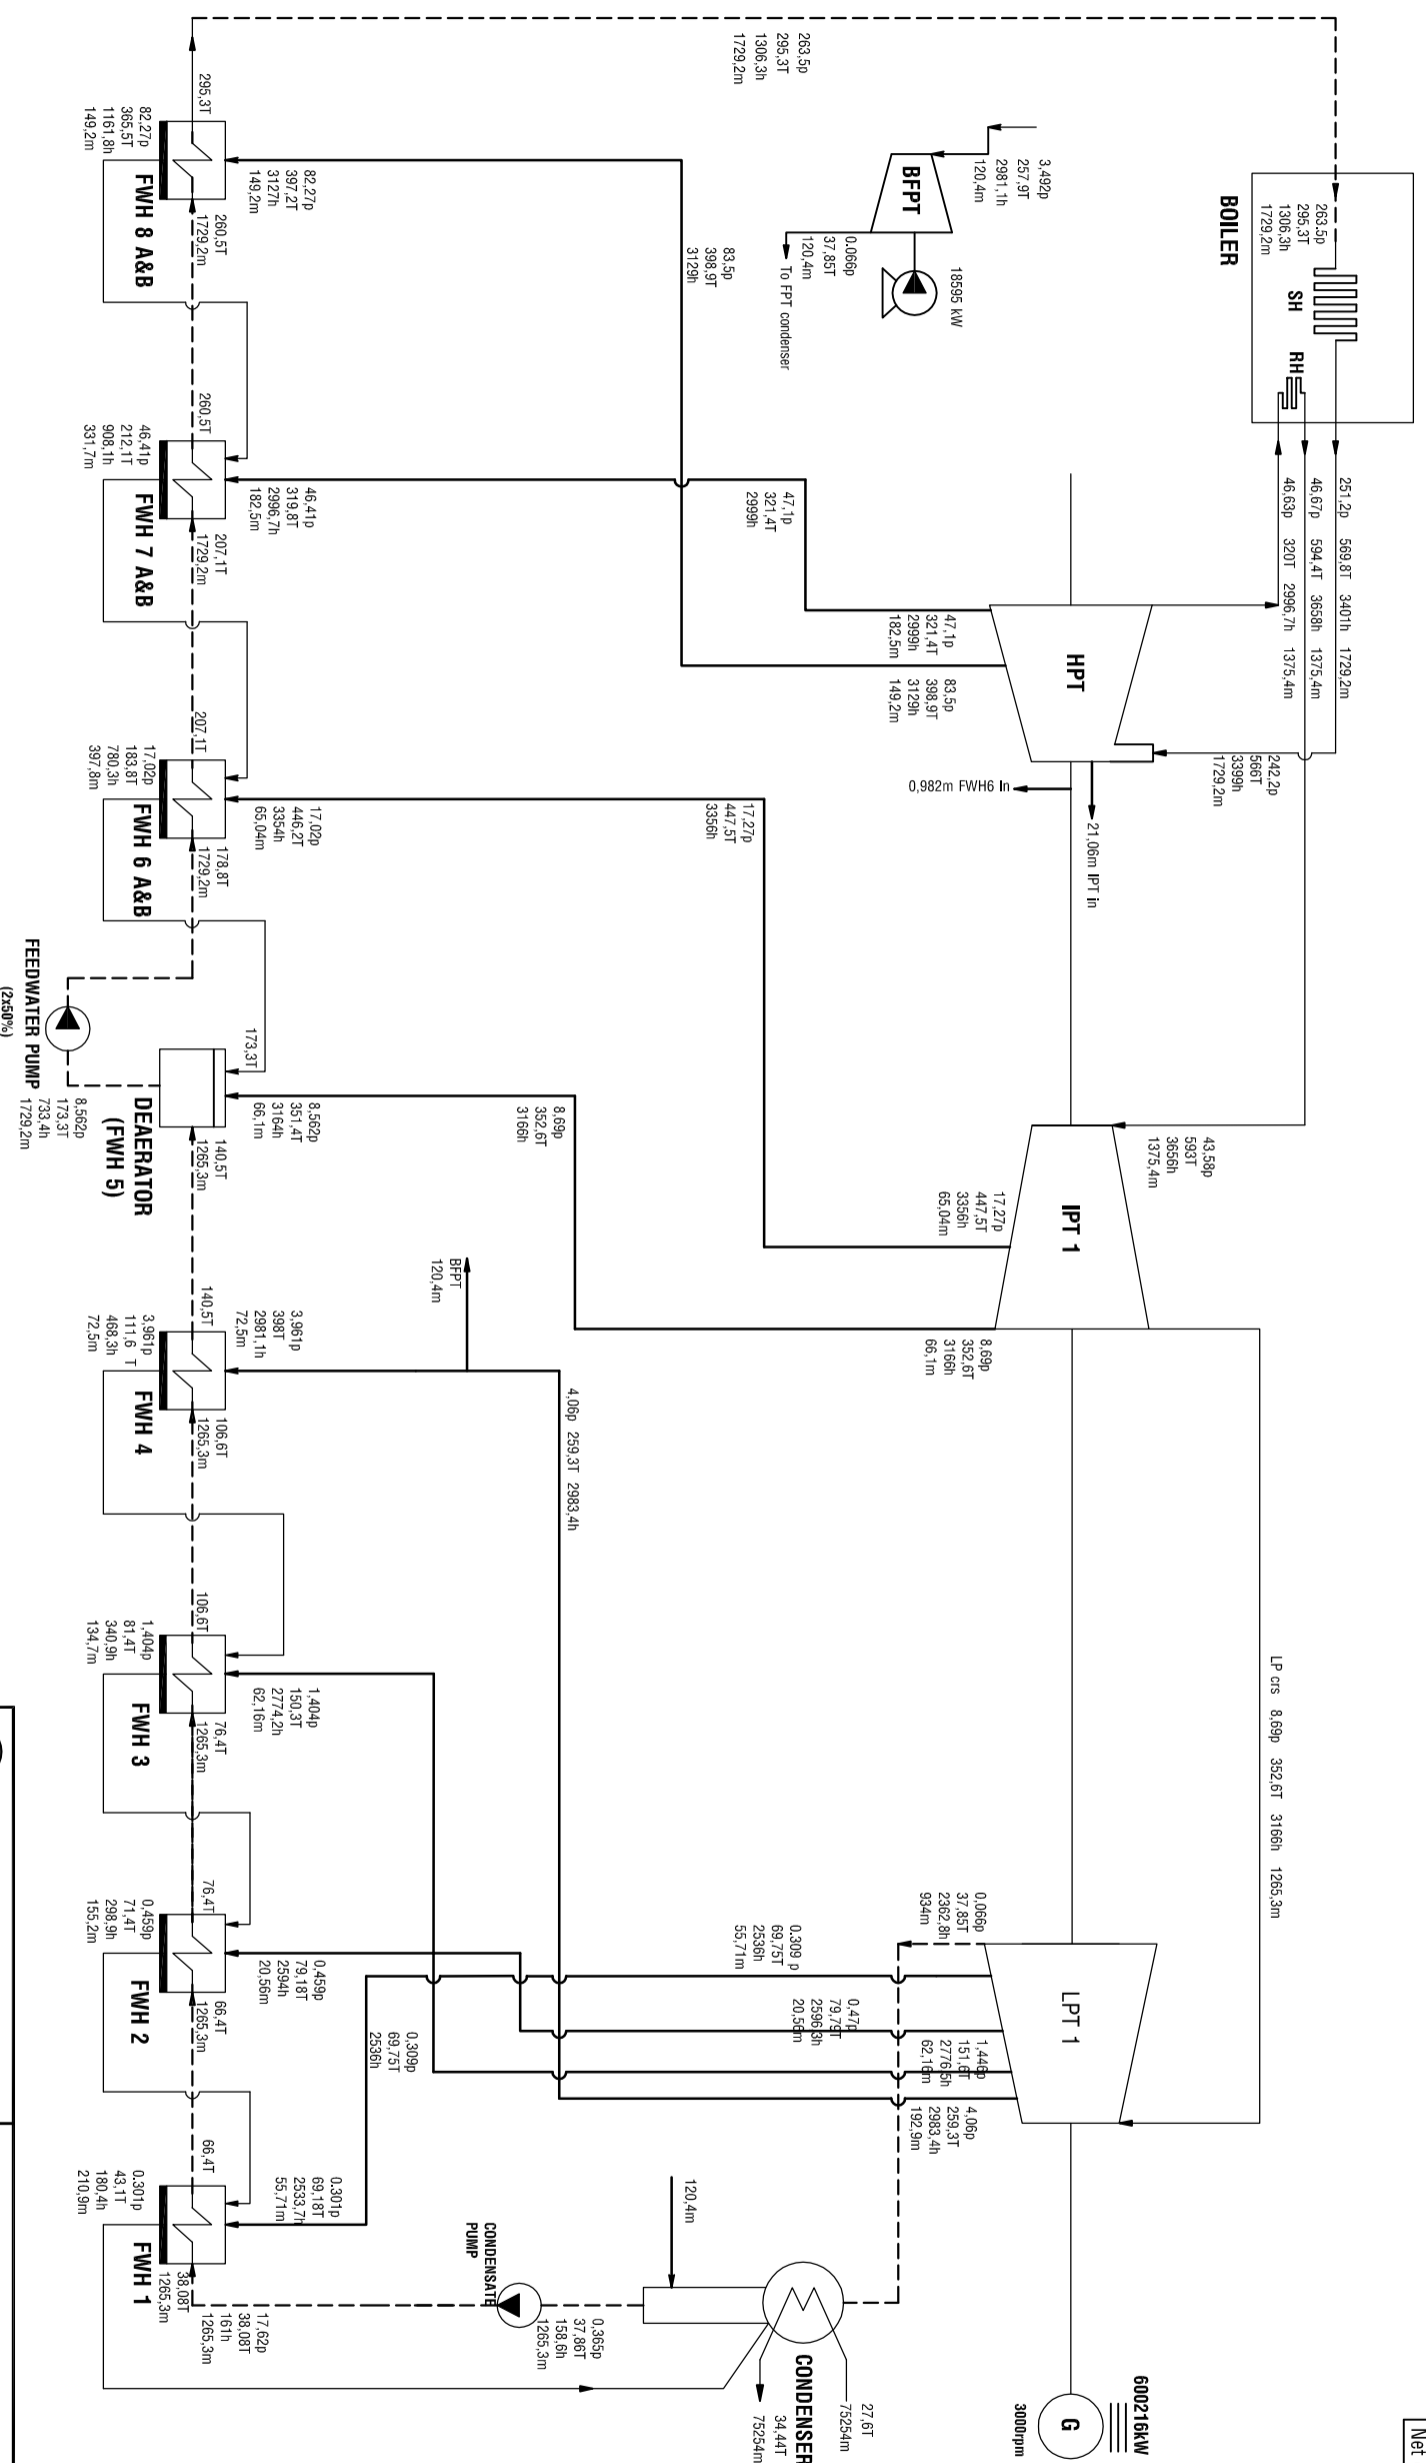 263,5p
295,3T
1306,3h
1729,2m
BOILER
263.5p
295,3T
1306,3h
1729,2m
SH
RH
251,2p 569,8T 3401h 1729,2m
46,67p 594,4T 3658h 1375,4m
46,63p 320T 2996,7h 1375,4m
242,2p
566T
3399h
1729,2m
3,492p
257,9T
2981,1h
120,4m
BFPT
0.066p
37,85T
120,4m
To FPT condenser
18595 kW
HPT
21,06m IPT in
0,982m FWH6 In
47,1p
321,4T
2999h
182,5m
83,5p
398,9T
3129h
149,2m
47,1p
321,4T
2999h
83,5p
398,9T
3129h
43,58p
593T
3656h
1375,4m
IPT 1
17,27p
447,5T
3356h
65,04m
8,69p
352,6T
3166h
66,1m
17,27p
447,5T
3356h
8,69p
352,6T
3166h
LP crs 8,69p 352,6T 3166h 1265,3m
LPT 1
0,066p
37,85T
2362,8h
934m
0.309 p
69,75T
2536h
55,71m
0,47p
79,79T
2596,3h
20,56m
1,446p
151,6T
2776,5h
62,16m
4,06p
259,3T
2983,4h
192,9m
4,06p 259,3T 2983,4h
BFPT
120,4m
0,309p
69,75T
2536h
600216kW
G
3000rpm
Net
27,6T
75254m
34,44T
75254m
CONDENSER
120,4m
0,365p
37,86T
158,6h
1265,3m
CONDENSATE
PUMP
17,62p
38,08T
161h
1265,3m
295,3T
82,27p
397,2T
3127h
149,2m
260,5T
1729,2m
82,27p
365,5T
1161,8h
149,2m
FWH 8 A&B
260,5T
46,41p
319,8T
2996,7h
182,5m
207,1T
1729,2m
46,41p
212,1T
908,1h
331,7m
FWH 7 A&B
207,1T
17,02p
446,2T
3354h
65,04m
178,8T
1729,2m
17,02p
183,8T
780,3h
397,8m
FWH 6 A&B
FEEDWATER PUMP
(2x50%)
173,3T
8,562p
351,4T
3164h
66,1m
140,5T
1265,3m
DEAERATOR
(FWH 5)
8,562p
173,3T
733,4h
1729,2m
140,5T
3,961p
398T
2981,1h
72,5m
106,6T
1265,3m
3,961p
111,6 T
468,3h
72,5m
FWH 4
106,6T
1,404p
150,3T
2774,2h
62,16m
76,4T
1265,3m
1,404p
81,4T
340,9h
134,7m
FWH 3
76,4T
0,459p
79,18T
2594h
20,56m
66,4T
1265,3m
0,459p
71,4T
298,9h
155,2m
FWH 2
66,4T
0.301p
69,18T
2533,7h
55,71m
38,08T
1265,3m
0.301p
43,1T
180,4h
210,9m
FWH 1